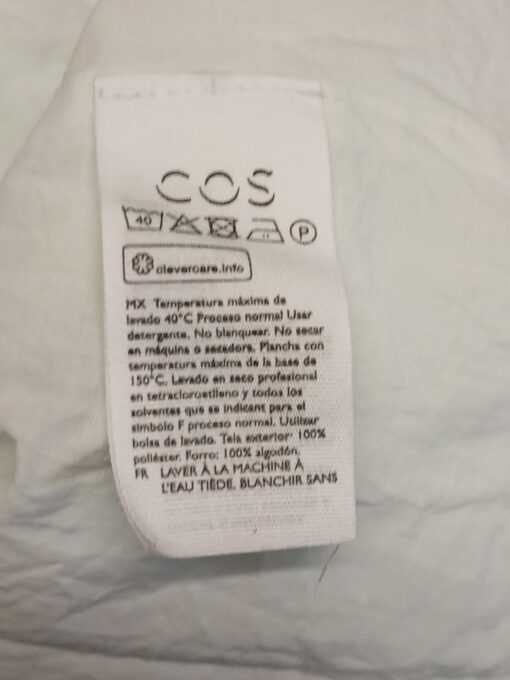 COS
40 P
clevercare.info
MX Temperatura máxima de
lavado 40°C Proceso normal Usar
detergente. No blanquear. No secar
en máquina o secadora. Plancha con
temperatura máxima de la base de
150°C. Lavado en seco profesional
en tetracloroetileno y todos los
solventes que se indican para el
símbolo F proceso normal. Utilizar
bolsa de lavado. Tela exterior: 100%
poliéster. Forro: 100% algodón.
FR LAVER À LA MACHINE À
L'EAU TIÈDE. BLANCHIR SANS